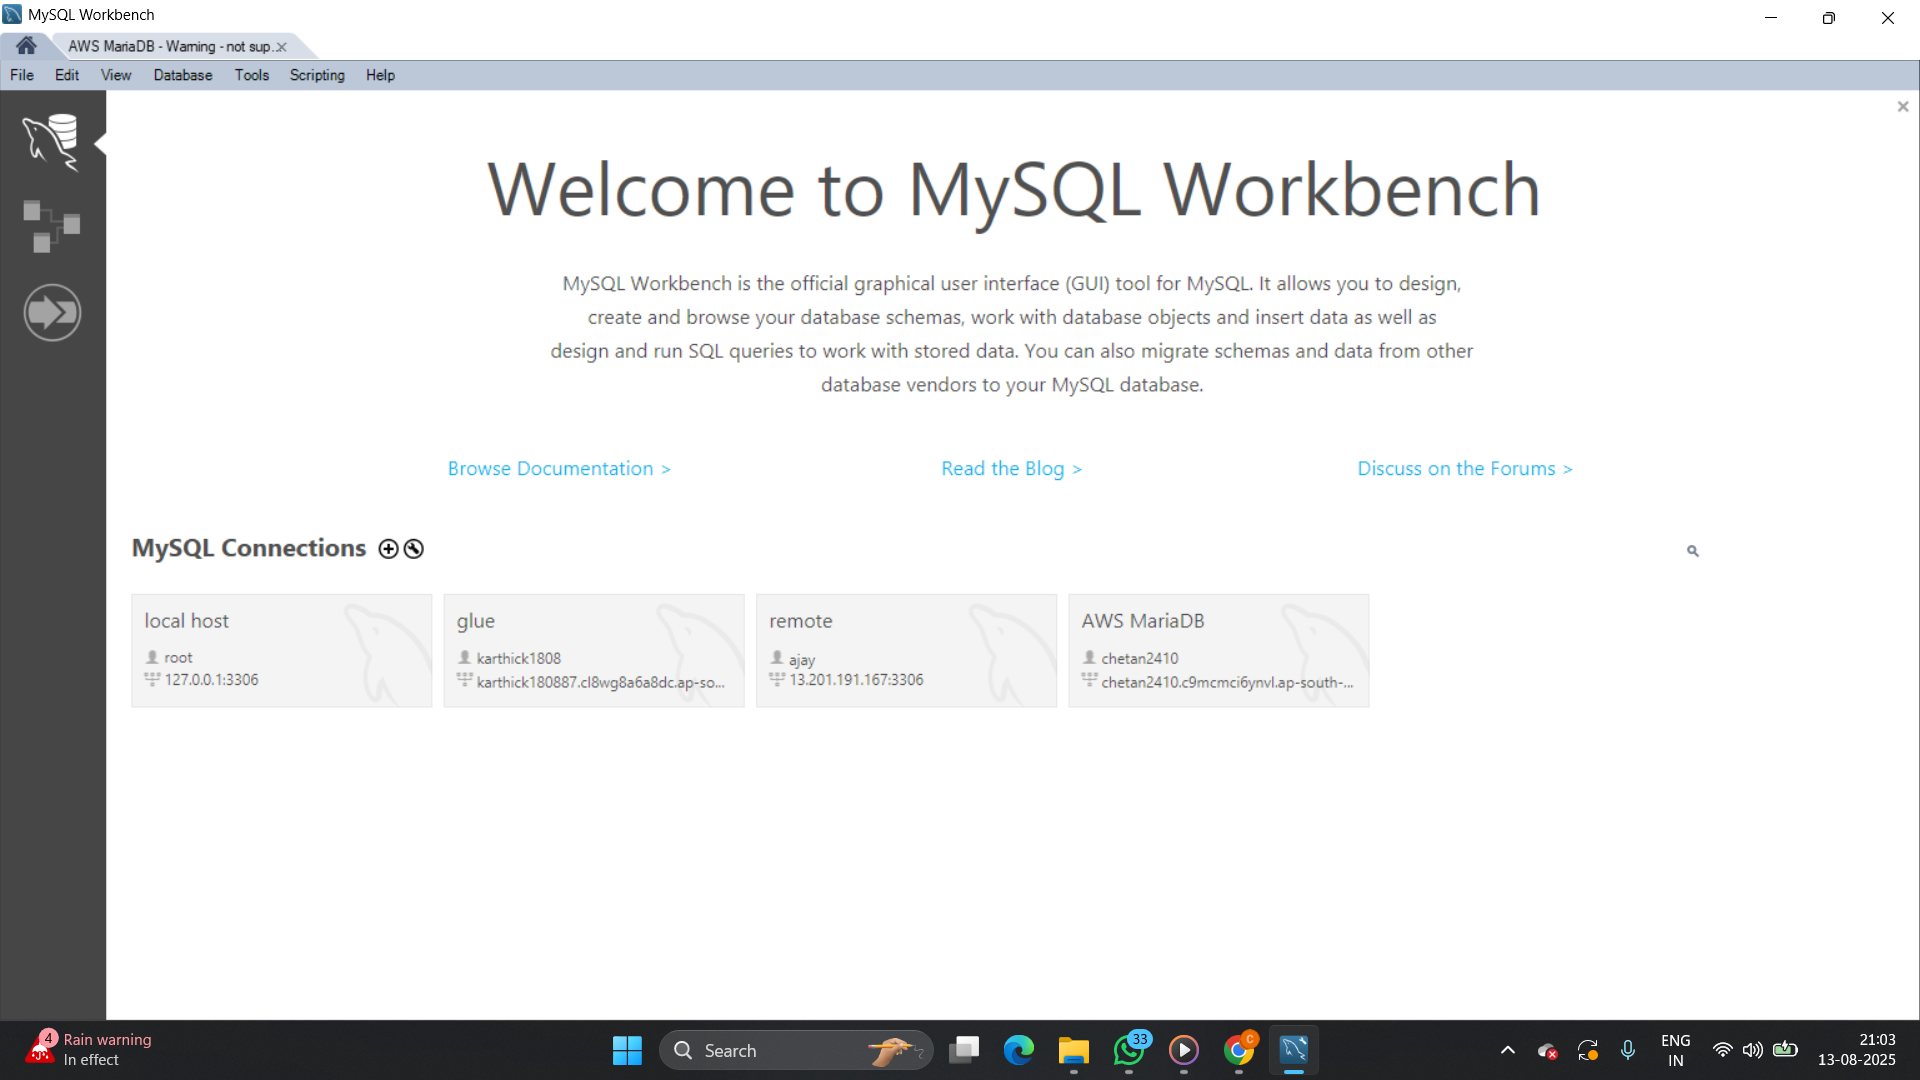 MySQL Workbench
AWS MariaDB - Warning - not sup...
File Edit View Database Tools Scripting Help
Welcome to MySQL Workbench
MySQL Workbench is the official graphical user interface (GUI) tool for MySQL. It allows you to design,
create and browse your database schemas, work with database objects and insert data as well as
design and run SQL queries to work with stored data. You can also migrate schemas and data from other
database vendors to your MySQL database.
Browse Documentation >
Read the Blog >
Discuss on the Forums >
MySQL Connections
local host
root
127.0.0.1:3306
glue
karthick1808
karthick180887.cl8wg8a6a8dc.ap-so...
remote
ajay
13.201.191.167:3306
AWS MariaDB
chetan2410
chetan2410.c9mcmci6ynvl.ap-south-...
4
Rain warning
In effect
Search
33
C
ENG
IN
21:03
13-08-2025